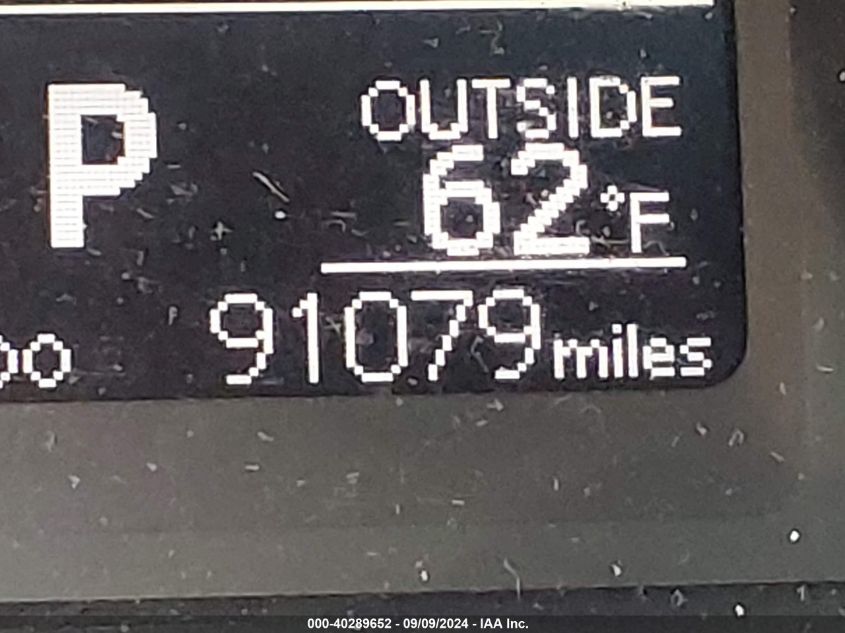 P
OUTSIDE
62°F
91079 miles
000-40289652 - 09/09/2024 - IAA Inc.